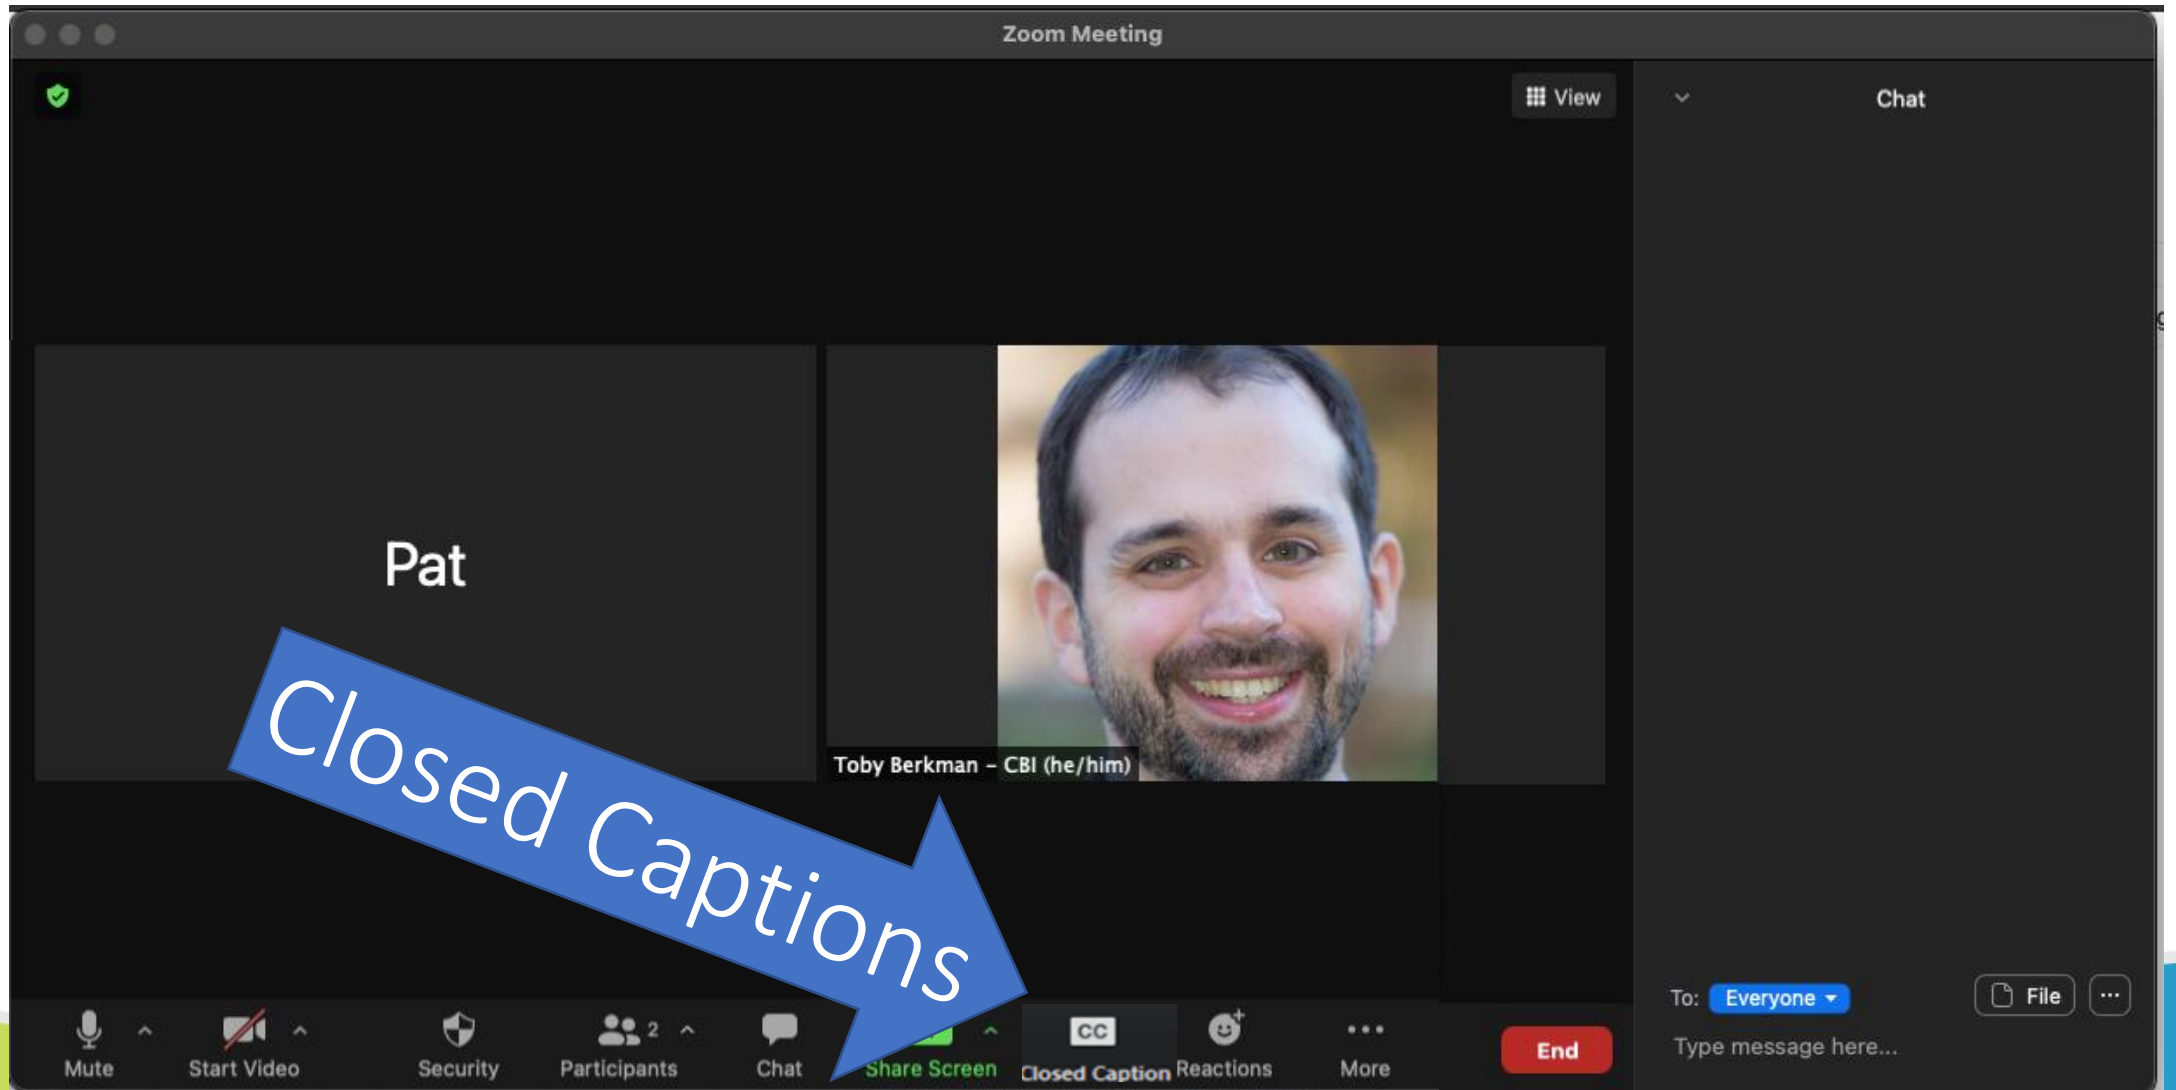 Zoom Meeting
View
Chat
Pat
Toby Berkman – CBI (he/him)
Closed Captions
To: Everyone
File
Type message here...
Mute
Start Video
Security
Participants
2
Chat
Share Screen
CC
Closed Caption
Reactions
More
End